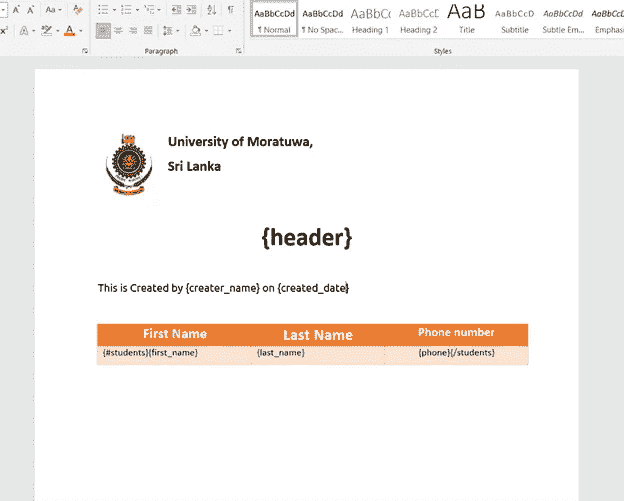 Aa
A
AaBbCcDd AaBbCcDd AaBbCc AaBbCcE AaB AaBbCcD AaBbCcDd AaBbCcDd
¶ Normal ¶ No Spac... Heading 1 Heading 2 Title Subtitle Subtle Em... Emphas
Paragraph Styles
University of Moratuwa,
Sri Lanka
{header}
This is Created by {creater_name} on {created_date}
First Name Last Name Phone number
{#students}{first_name} {last_name} {phone}{/students}